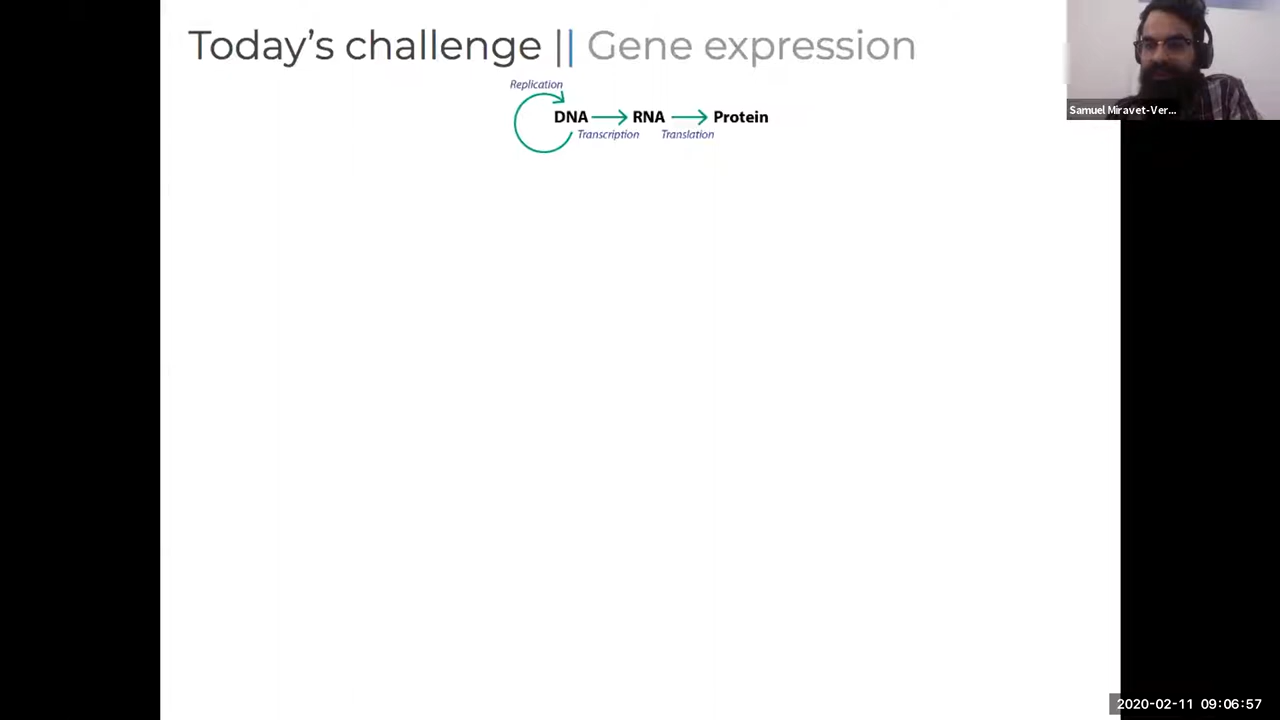 Today's challenge || Gene expression
Replication
DNA → RNA → Protein
Transcription Translation
Samuel Miravet-Ver...
2020-02-11 09:06:57